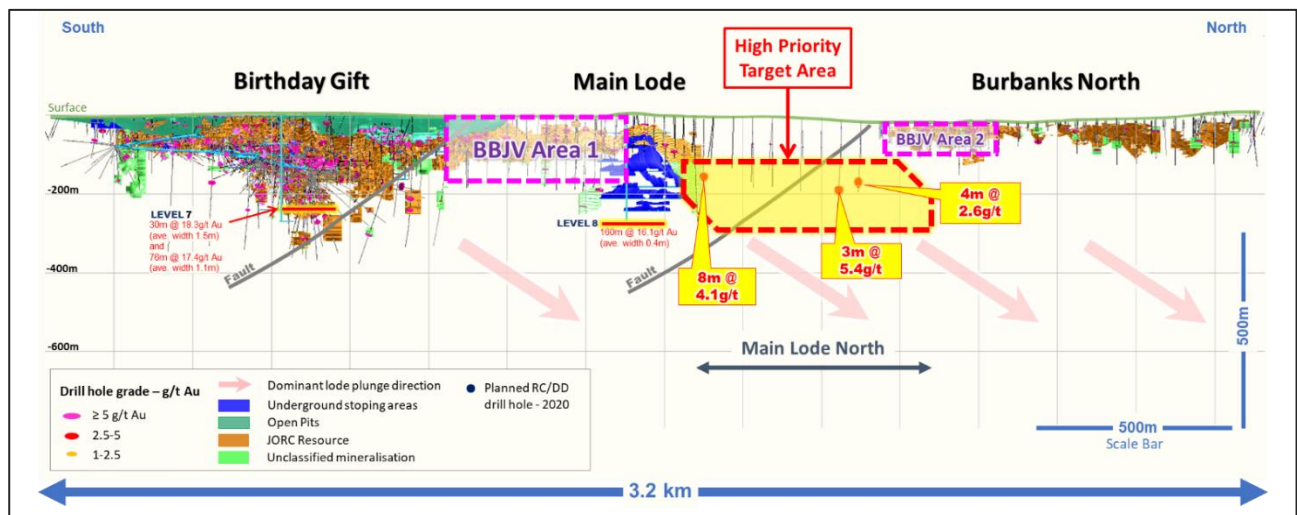 South
North
High Priority
Target Area
Birthday Gift
Main Lode
Burbanks North
Surface
BBJV Area 1
BBJV Area 2
-200m
LEVEL 7
30m @ 18.3g/t Au
(ave. width 1.5m)
and
76m @ 17.4g/t Au
(ave. width 1.1m)
LEVEL 8
160m @ 16.1g/t Au
(ave. width 0.4m)
4m @
2.6g/t
3m @
5.4g/t
8m @
4.1g/t
Fault
Fault
-400m
-600m
Main Lode North
500m
500m
Scale Bar
Drill hole grade – g/t Au
≥ 5 g/t Au
2.5-5
1-2.5
Dominant lode plunge direction
Underground stoping areas
Open Pits
JORC Resource
Unclassified mineralisation
Planned RC/DD
drill hole - 2020
3.2 km